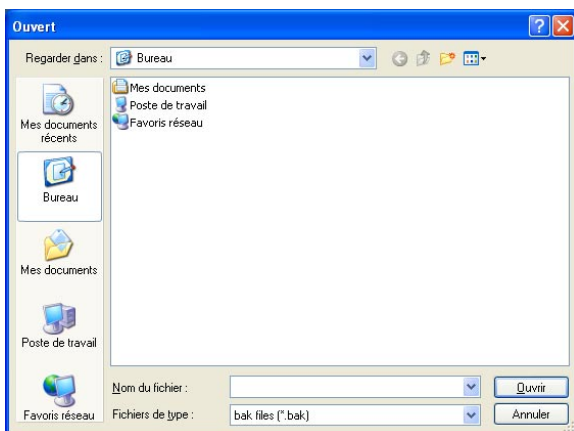 Ouvert
Regarder dans : Bureau
Mes documents récents
Bureau
Mes documents
Poste de travail
Favoris réseau
Mes documents
Poste de travail
Favoris réseau
Nom du fichier :
Ouvrir
Fichiers de type : bak files (*.bak)
Annuler